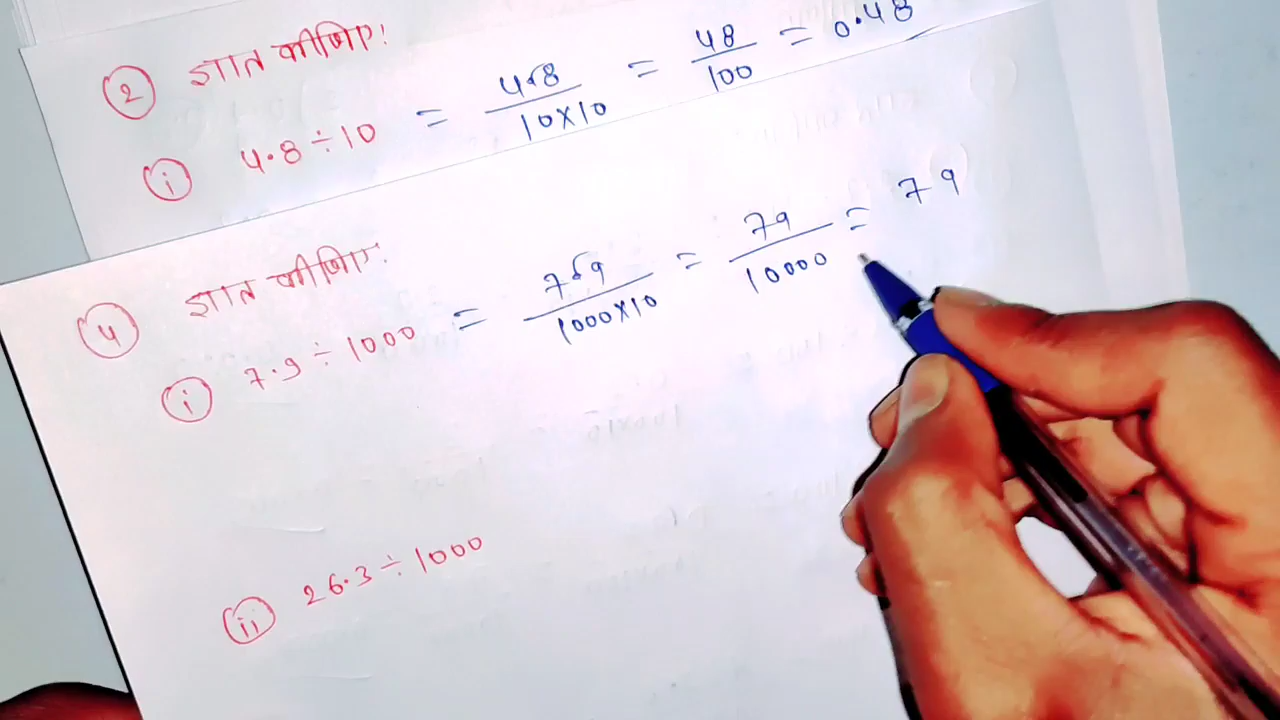 ② ज्ञात कीजिए!
ⓘ 4.8 ÷ 10 = 4.8/10×10 = 48/100 = 0.48
④ ज्ञात कीजिए!
ⓘ 7.9 ÷ 1000 = 7.9/1000×10 = 79/10000 = 79
ⓘⓘ 26.3 ÷ 1000